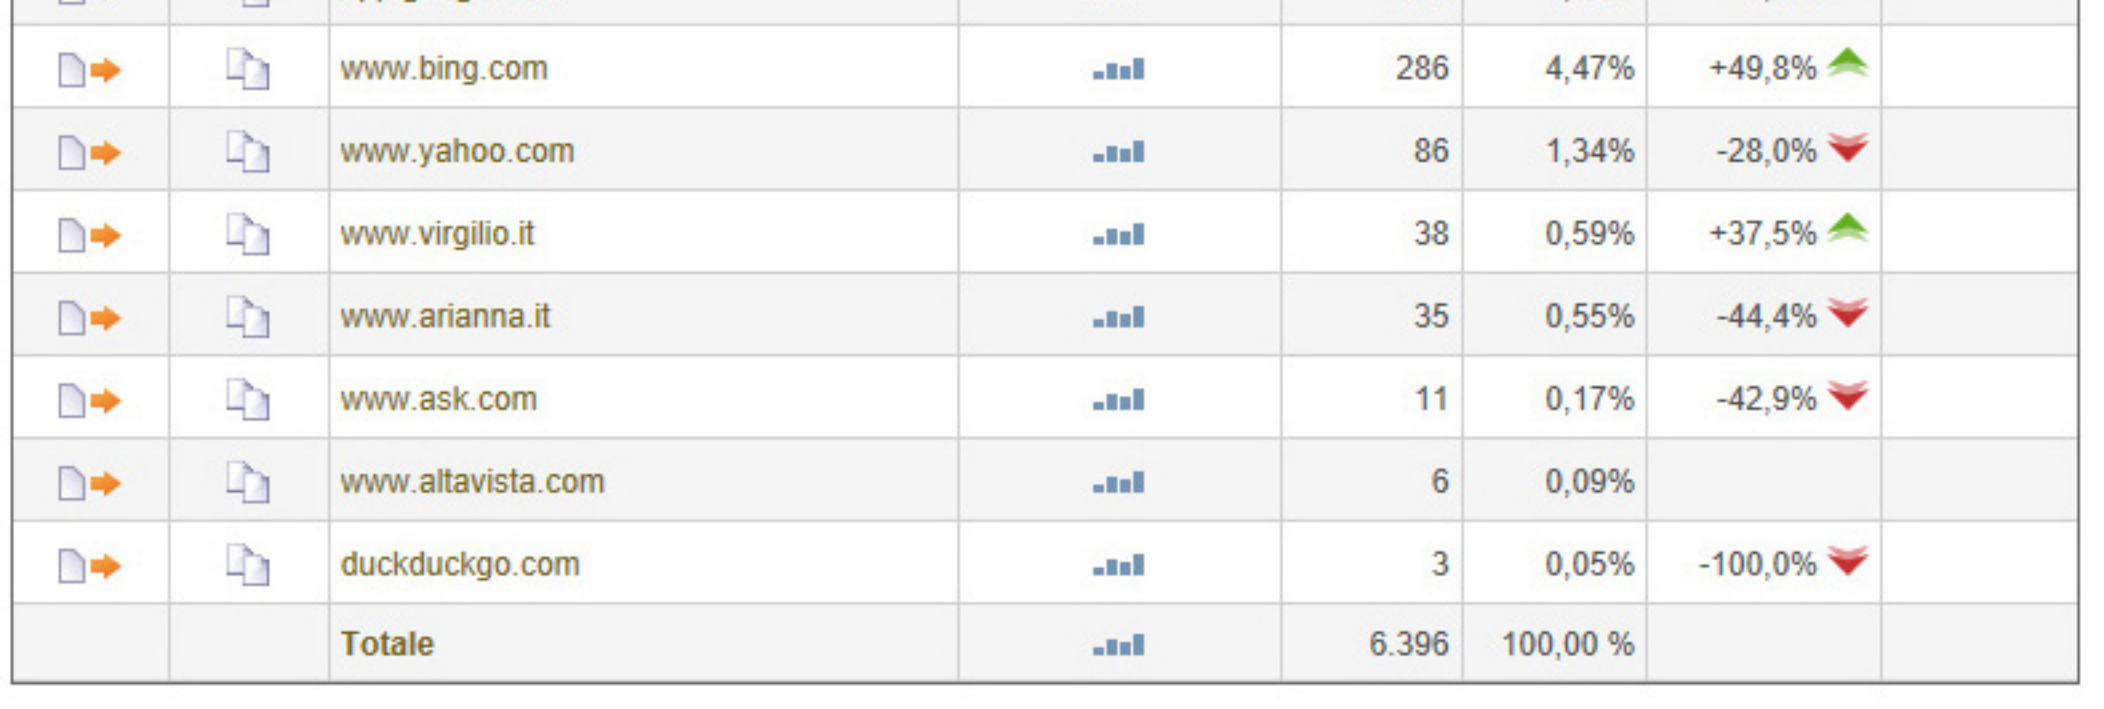 www.bing.com 286 4,47% +49,8%
www.yahoo.com 86 1,34% -28,0%
www.virgilio.it 38 0,59% +37,5%
www.arianna.it 35 0,55% -44,4%
www.ask.com 11 0,17% -42,9%
www.altavista.com 6 0,09%
duckduckgo.com 3 0,05% -100,0%
Totale 6.396 100,00 %